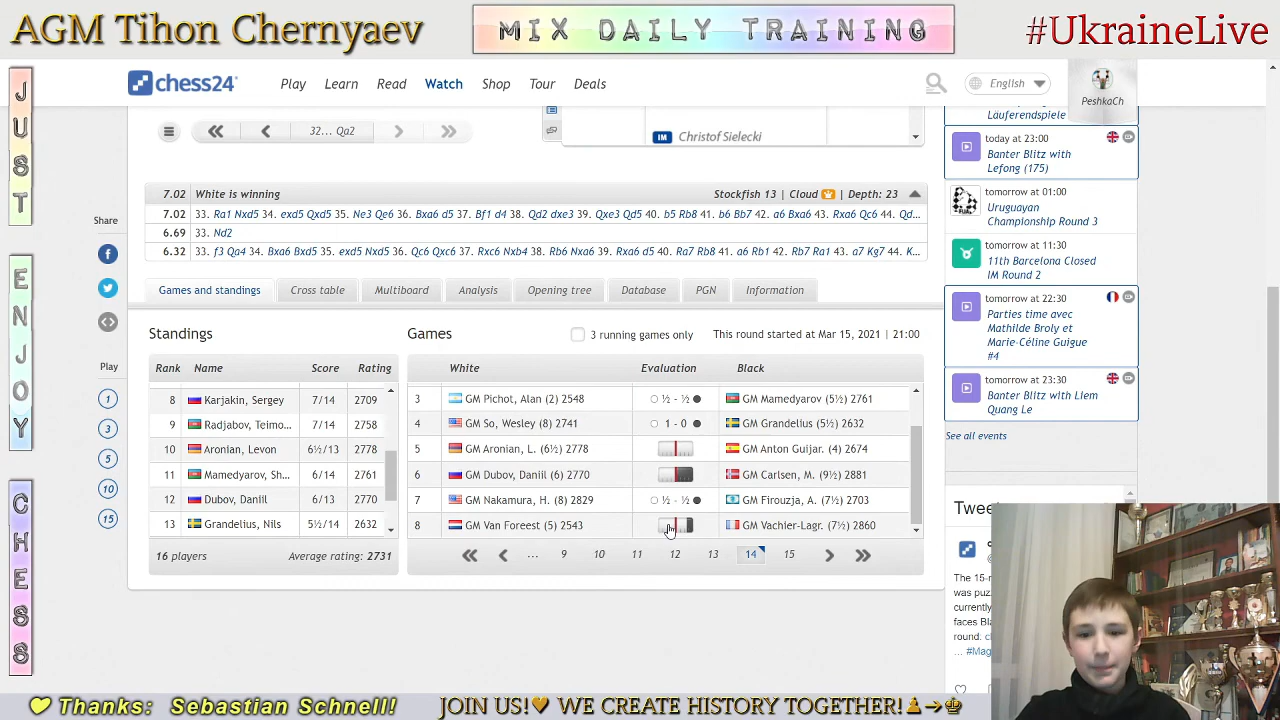 AGM Tihon Chernyaev
MIX DAILY TRAINING
#UkraineLive
JUST
ENJOY
CHESS
chess24
Play Learn Read Watch Shop Tour Deals
English
PeshkaCh
32... Qa2
IM Christof Sielecki
7.02 White is winning Stockfish 13 | Cloud | Depth: 23
7.02 33. Ra1 Nxd5 34. exd5 Qxd5 35. Ne3 Qe6 36. Bxa6 d5 37. Bf1 d4 38. Qd2 dxe3 39. Qxe3 Qd5 40. b5 Rb8 41. b6 Bb7 42. a6 Bxa6 43. Rxa6 Qc6 44. Qd...
6.69 33. Nd2
6.32 33. f3 Qa4 34. Bxa6 Bxd5 35. exd5 Nxd5 36. Qc6 Qxc6 37. Rxc6 Nxb4 38. Rb6 Nxa6 39. Rxa6 d5 40. Ra7 Rb8 41. a6 Rb1 42. Rb7 Ra1 43. a7 Kg7 44. K...
Share
Games and standings Cross table Multiboard Analysis Opening tree Database PGN Information
Standings
Rank Name Score Rating
8 Karjakin, Sergey 7/14 2709
9 Radjabov, Teimo... 7/14 2758
10 Aronian, Levon 6½/13 2778
11 Mamedyarov, Sh... 6/14 2761
12 Dubov, Daniil 6/13 2770
13 Grandelius, Nils 5½/14 2632
16 players Average rating: 2731
Games 3 running games only This round started at Mar 15, 2021 | 21:00
White Evaluation Black
3 GM Pichot, Alan (2) 2548 ½ - ½ GM Mamedyarov (5½) 2761
4 GM So, Wesley (8) 2741 1 - 0 GM Grandelius (5½) 2632
5 GM Aronian, L. (6½) 2778 GM Anton Guijar. (4) 2674
6 GM Dubov, Daniil (6) 2770 GM Carlsen, M. (9½) 2881
7 GM Nakamura, H. (8) 2829 ½ - ½ GM Firouzja, A. (7½) 2703
8 GM Van Foreest (5) 2543 GM Vachier-Lagr. (7½) 2860
... 9 10 11 12 13 14 15
Play
1
3
5
10
15
Läuferendspiele
today at 23:00
Banter Blitz with
Lefong (175)
tomorrow at 01:00
Uruguayan
Championship Round 3
tomorrow at 11:30
11th Barcelona Closed
IM Round 2
tomorrow at 22:30
Parties time avec
Mathilde Broly et
Marie-Céline Guigue
#4
tomorrow at 23:30
Banter Blitz with Liem
Quang Le
See all events
Thanks: Sebastian Schnell!
JOIN US! WE CREATE HISTORY TOGETHER!